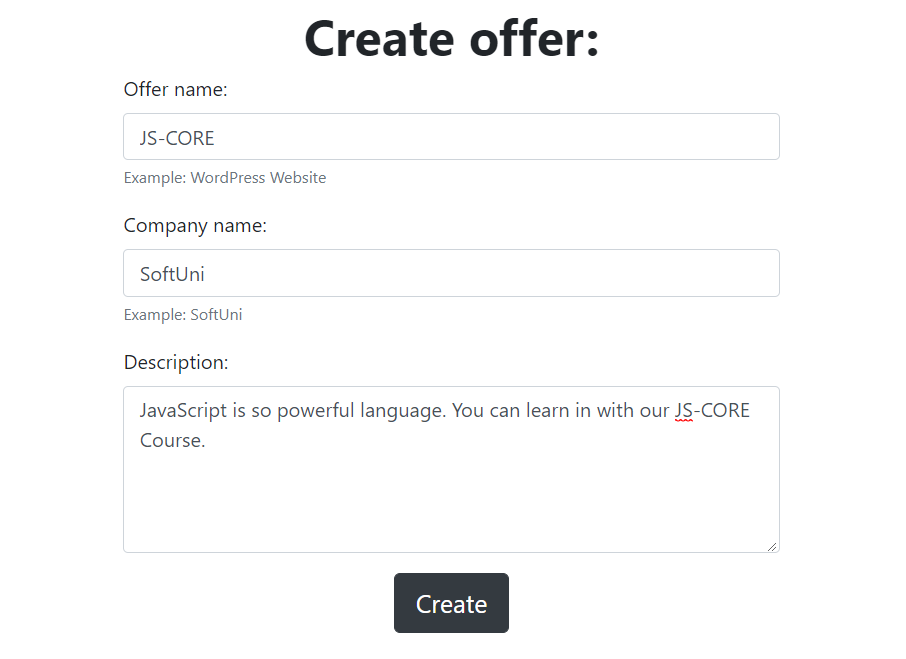 Create offer:
Offer name:
JS-CORE
Example: WordPress Website
Company name:
SoftUni
Example: SoftUni
Description:
JavaScript is so powerful language. You can learn in with our JS-CORE
Course.
Create